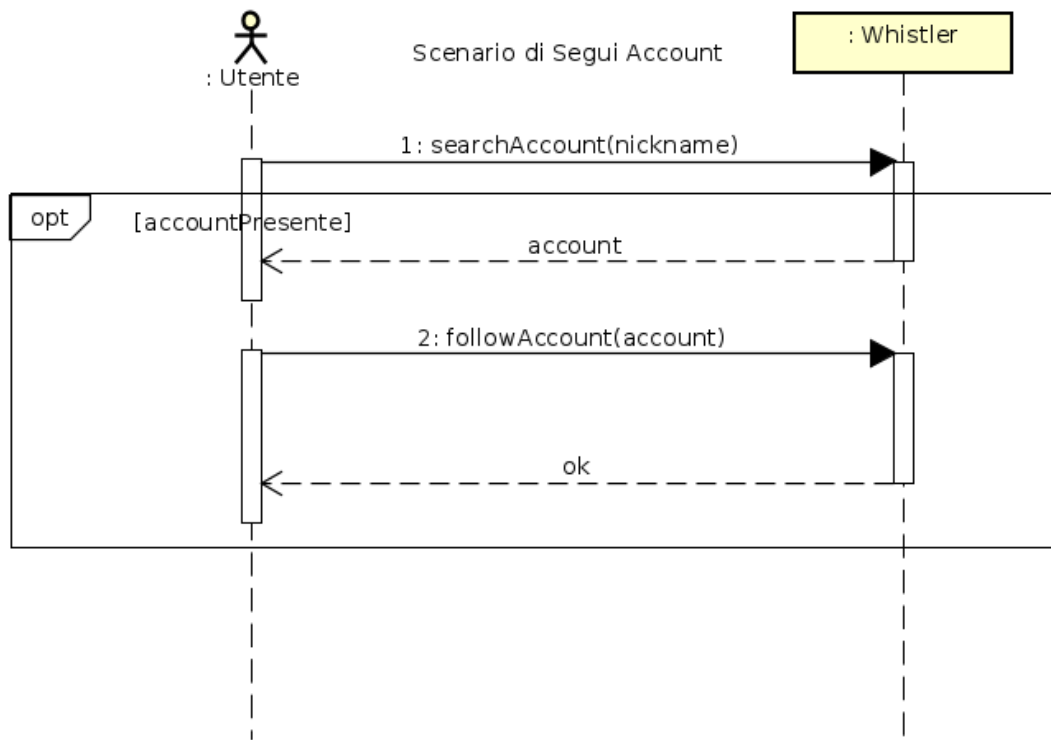 : Utente
Scenario di Segui Account
: Whistler
1: searchAccount(nickname)
opt
[accountPresente]
account
2: followAccount(account)
ok